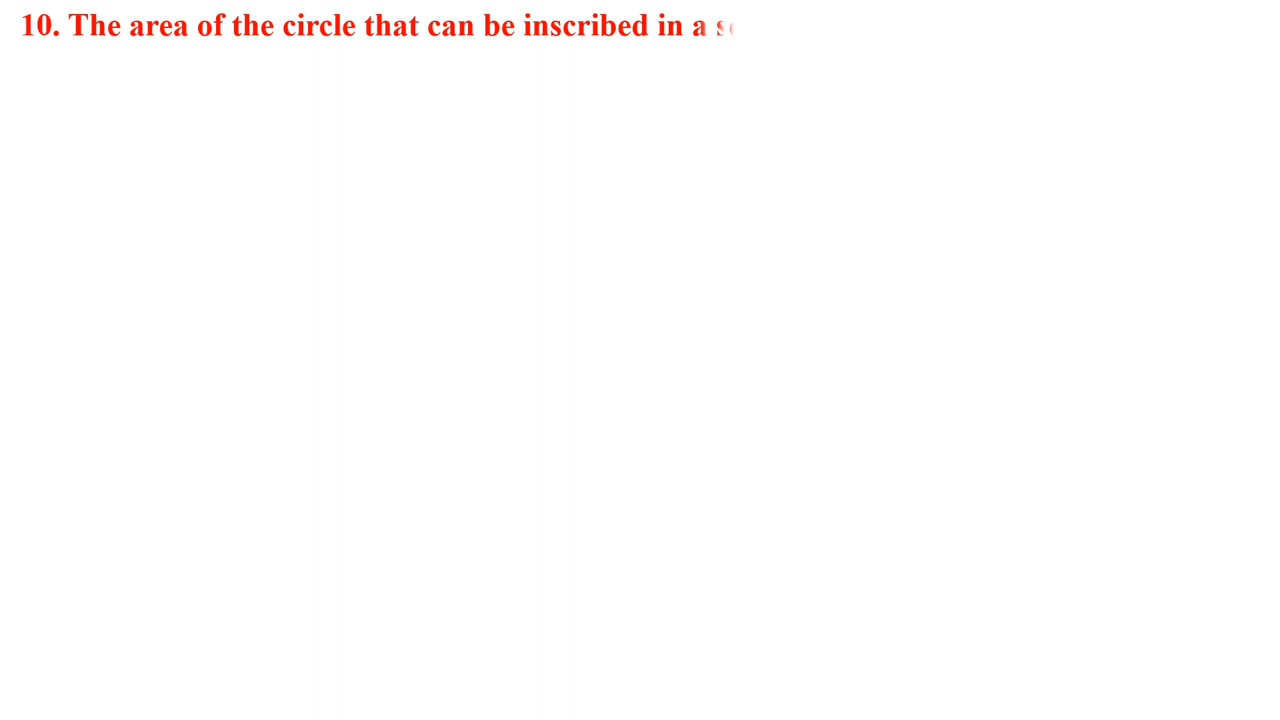 10. The area of the circle that can be inscribed in a